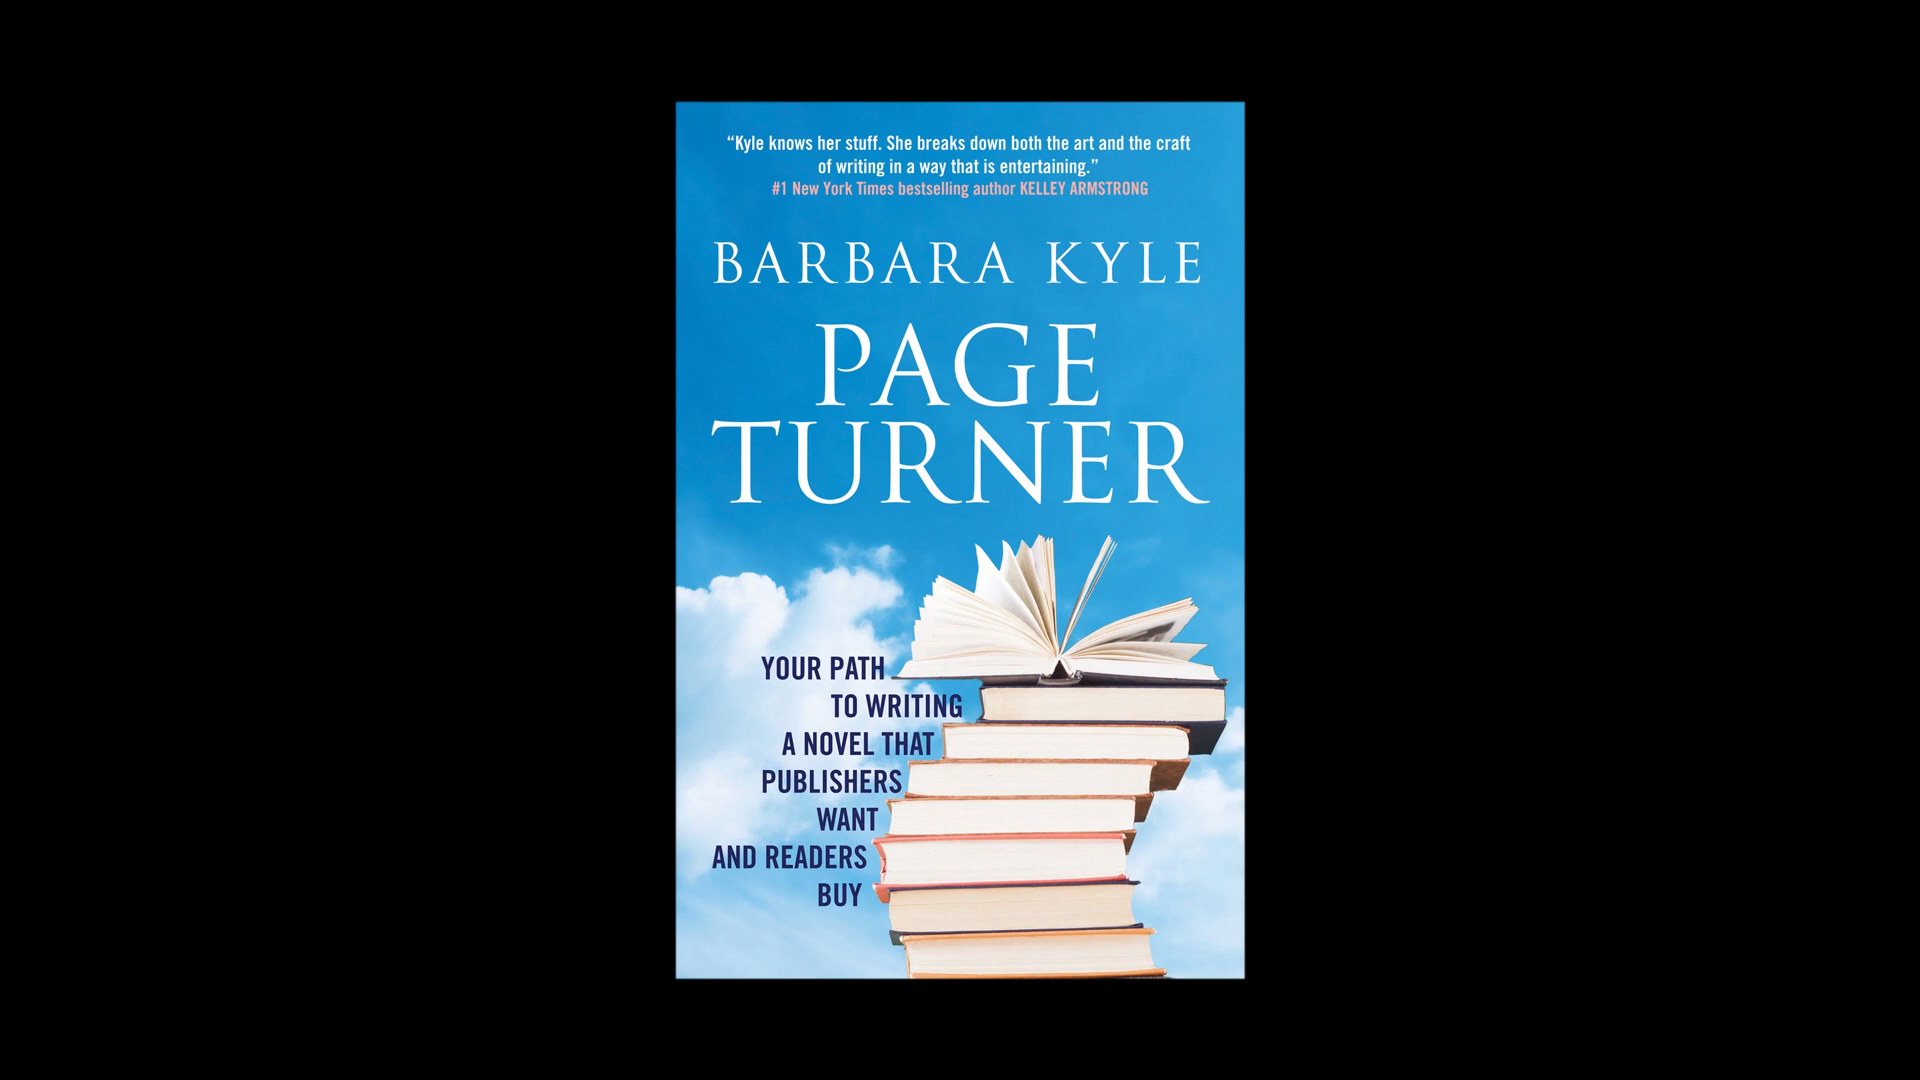 “Kyle knows her stuff. She breaks down both the art and the craft
of writing in a way that is entertaining.”
#1 New York Times bestselling author KELLEY ARMSTRONG
BARBARA KYLE
PAGE
TURNER
YOUR PATH
TO WRITING
A NOVEL THAT
PUBLISHERS
WANT
AND READERS
BUY